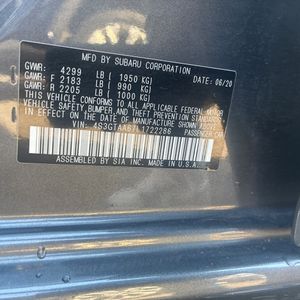 MFD BY SUBARU CORPORATION
GVWR: 4299 LB ( 1950 KG) DATE: 06/20
GAWR: F 2183 LB ( 990 KG)
GAWR: R 2205 LB ( 1000 KG)
THIS VEHICLE CONFORMS TO ALL APPLICABLE FEDERAL MOTOR
VEHICLE SAFETY, BUMPER, AND THEFT PREVENTION STANDARDS
IN EFFECT ON THE DATE OF MANUFACTURE SHOWN ABOVE.
VIN: 4S3GTAAB7L1722286 PASSENGER CAR
ASSEMBLED BY SIA INC. MADE IN U.S.A.